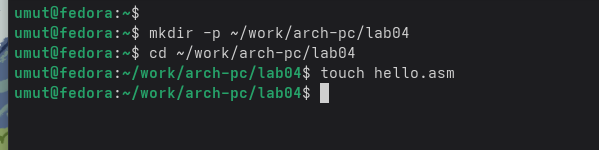 umut@fedora:~$
umut@fedora:~$ mkdir -p ~/work/arch-pc/lab04
umut@fedora:~$ cd ~/work/arch-pc/lab04
umut@fedora:~/work/arch-pc/lab04$ touch hello.asm
umut@fedora:~/work/arch-pc/lab04$